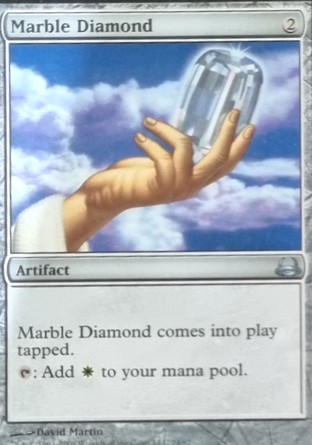 Marble Diamond 2
Artifact
Marble Diamond comes into play
tapped.
: Add to your mana pool.
David Martin